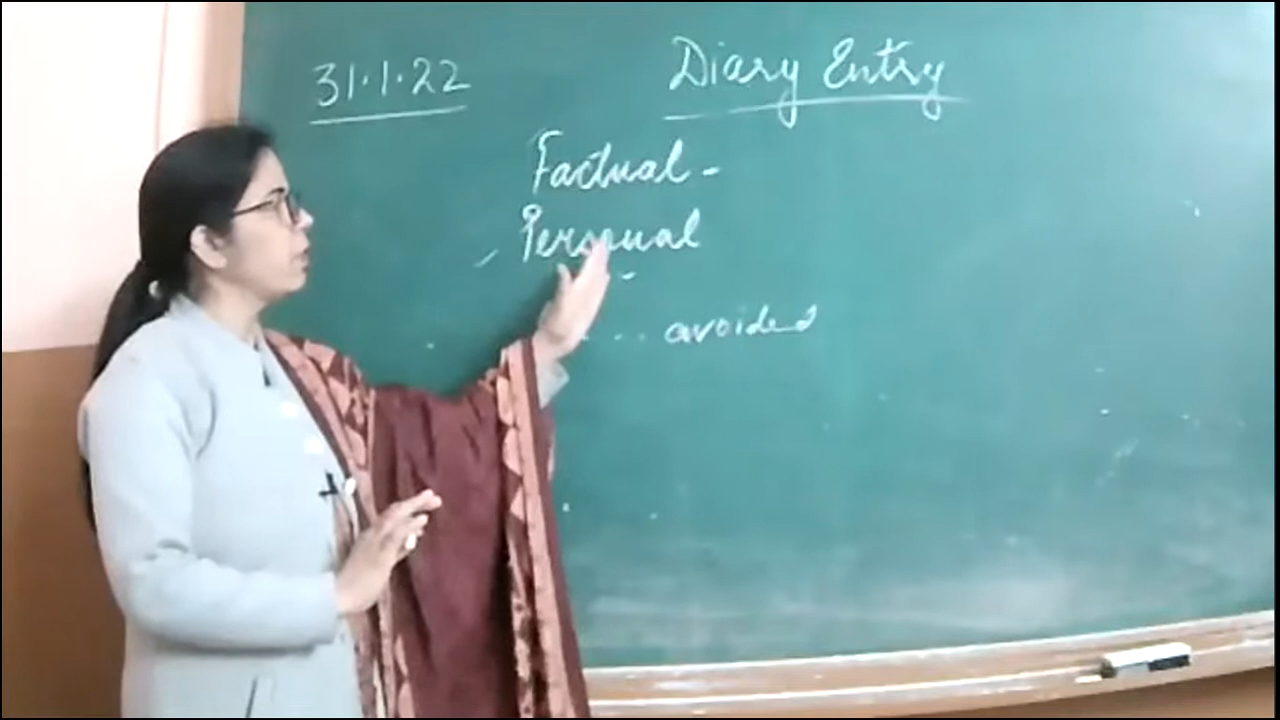 31.1.22
Diary Entry
Factual -
Personal
.. avoided